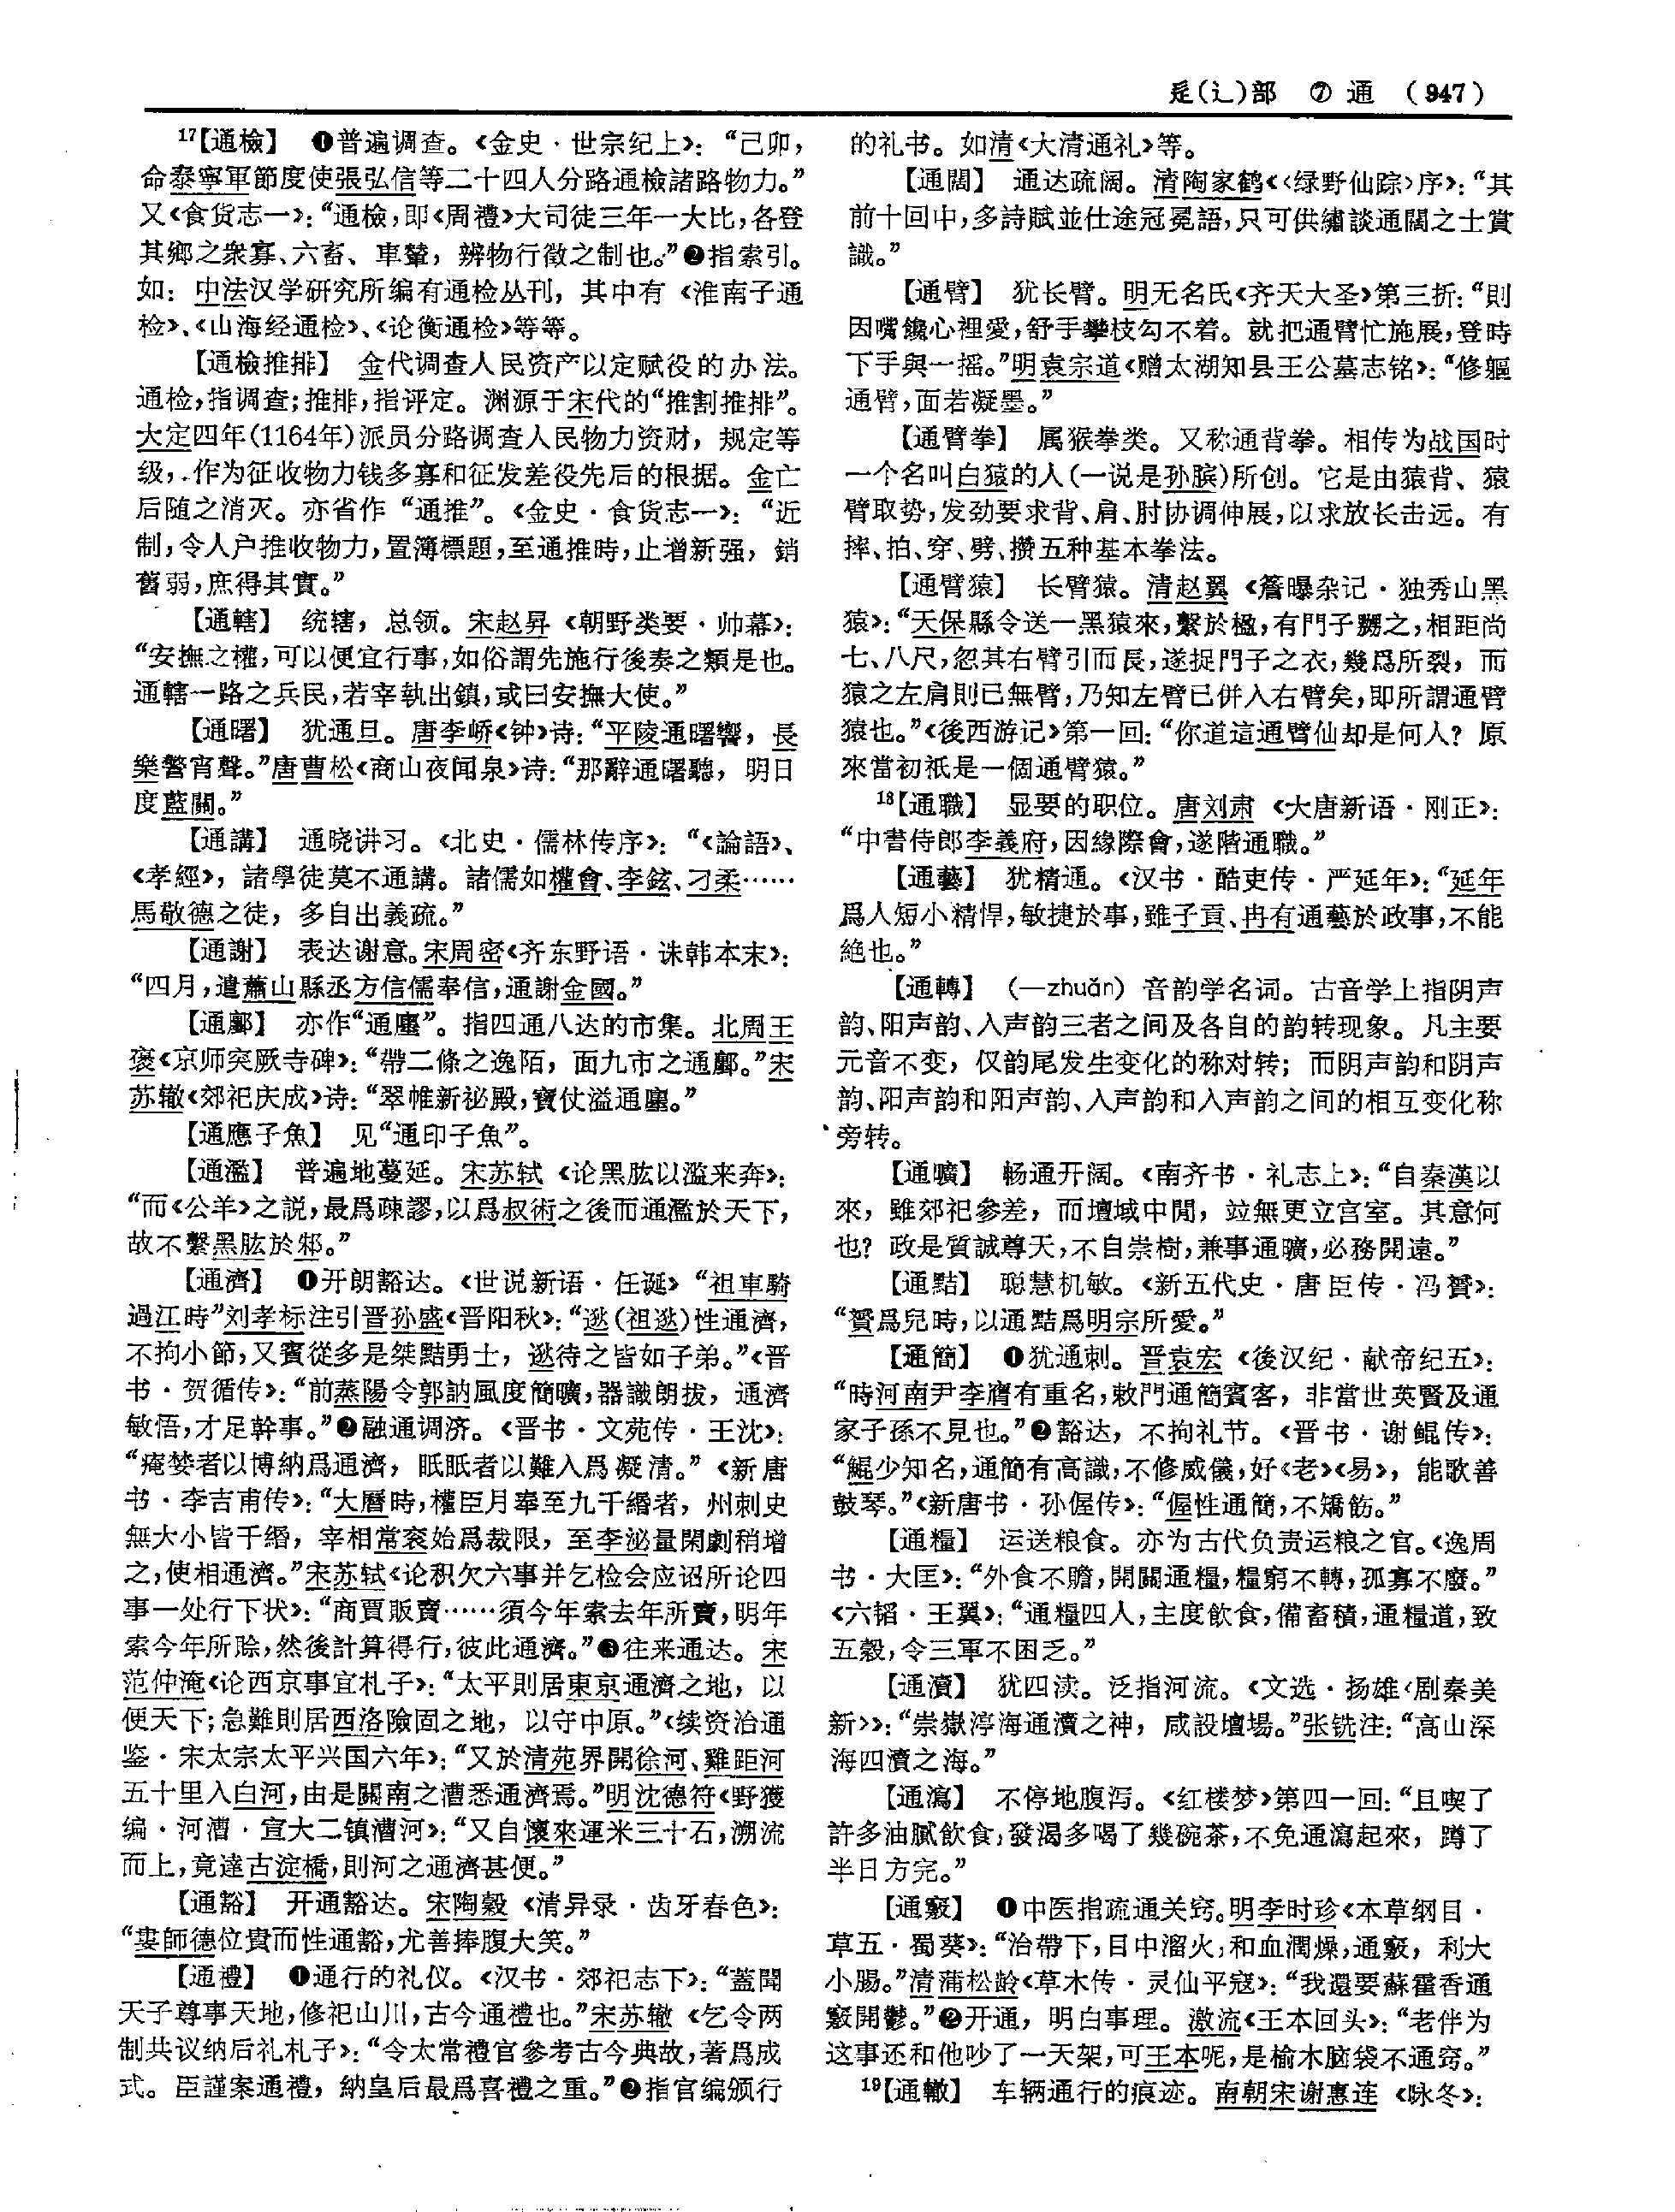 辵(辶)部 ⑦ 通 (947)
17【通檢】 ❶普遍调查。《金史·世宗纪上》：“己卯，
命泰寧軍節度使張弘信等二十四人分路通檢諸路物力。”
又《食货志一》：“通檢，即《周禮》大司徒三年一大比，各登
其鄉之衆寡、六畜、車輦，辨物行徵之制也。”❷指索引。
如：中法汉学研究所编有通检丛刊，其中有《淮南子通
检》、《山海经通检》、《论衡通检》等等。
【通檢推排】 金代调查人民资产以定赋役的办法。
通检，指调查；推排，指评定。渊源于宋代的“推割推排”。
大定四年(1164年)派员分路调查人民物力资财，规定等
级，作为征收物力钱多寡和征发差役先后的根据。金亡
后随之消灭。亦省作“通推”。《金史·食货志一》：“近
制，令人户推收物力，置簿標題，至通推時，止增新强，銷
舊弱，庶得其實。”
【通轄】 统辖，总领。宋赵昇《朝野类要·帅幕》：
“安撫之權，可以便宜行事，如俗謂先施行後奏之類是也。
通轄一路之兵民，若宰執出鎮，或曰安撫大使。”
【通曙】 犹通旦。唐李峤《钟》诗：“平陵通曙響，長
樂警宵聲。”唐曹松《商山夜闻泉》诗：“那辭通曙聽，明日
度藍關。”
【通講】 通晓讲习。《北史·儒林传序》：“《論語》、
《孝經》，諸學徒莫不通講。諸儒如權會、李鉉、刁柔……
馬敬德之徒，多自出義疏。”
【通謝】 表达谢意。宋周密《齐东野语·诛韩本末》：
“四月，遣蕭山縣丞方信儒奉信，通謝金國。”
【通鄽】 亦作“通廛”。指四通八达的市集。北周王
褒《京师突厥寺碑》：“帶二條之逸陌，面九市之通鄽。”宋
苏辙《郊祀庆成》诗：“翠帷新祕殿，寶仗溢通廛。”
【通應子魚】 见“通印子魚”。
【通濫】 普遍地蔓延。宋苏轼《论黑肱以滥来奔》：
“而《公羊》之説，最爲疎謬，以爲叔術之後而通濫於天下，
故不繫黑肱於邾。”
【通濟】 ❶开朗豁达。《世说新语·任诞》“祖車騎
過江時”刘孝标注引晋孙盛《晋阳秋》：“逖(祖逖)性通濟，
不拘小節，又賓從多是桀黠勇士，逖待之皆如子弟。”《晋
书·贺循传》：“前蒸陽令郭訥風度簡曠，器識朗拔，通濟
敏悟，才足幹事。”❷融通调济。《晋书·文苑传·王沈》：
“痷婪者以博納爲通濟，眂眂者以難入爲凝清。”《新唐
书·李吉甫传》：“大曆時，權臣月奉至九千緡者，州刺史
無大小皆千緡，宰相常衮始爲裁限，至李泌量閑劇稍增
之，使相通濟。”宋苏轼《论积欠六事并乞检会应诏所论四
事一处行下状》：“商賈販賣……須今年索去年所賣，明年
索今年所賒，然後計算得行，彼此通濟。”❸往来通达。宋
范仲淹《论西京事宜札子》：“太平則居東京通濟之地，以
便天下；急難則居西洛險固之地，以守中原。”《续资治通
鉴·宋太宗太平兴国六年》：“又於清苑界開徐河、雞距河
五十里入白河，由是關南之漕悉通濟焉。”明沈德符《野獲
编·河漕·宣大二镇漕河》：“又自懷來運米三十石，溯流
而上，竟達古淀橋，則河之通濟甚便。”
【通豁】 开通豁达。宋陶穀《清异录·齿牙春色》：
“婁師德位貴而性通豁，尤善捧腹大笑。”
【通禮】 ❶通行的礼仪。《汉书·郊祀志下》：“蓋聞
天子尊事天地，修祀山川，古今通禮也。”宋苏辙《乞令两
制共议纳后礼札子》：“令太常禮官參考古今典故，著爲成
式。臣謹案通禮，納皇后最爲喜禮之重。”❷指官编颁行
的礼书。如清《大清通礼》等。
【通闊】 通达疏阔。清陶家鹤《〈绿野仙踪〉序》：“其
前十回中，多詩賦並仕途冠冕語，只可供繡談通闊之士賞
識。”
【通臂】 犹长臂。明无名氏《齐天大圣》第三折：“則
因嘴饞心裡愛，舒手攀枝勾不着。就把通臂忙施展，登時
下手與一摇。”明袁宗道《赠太湖知县王公墓志铭》：“修軀
通臂，面若凝墨。”
【通臂拳】 属猴拳类。又称通背拳。相传为战国时
一个名叫白猿的人(一说是孙膑)所创。它是由猿背、猿
臂取势，发劲要求背、肩、肘协调伸展，以求放长击远。有
摔、拍、穿、劈、攒五种基本拳法。
【通臂猿】 长臂猿。清赵翼《簷曝杂记·独秀山黑
猿》：“天保縣令送一黑猿來，繫於楹，有門子嬲之，相距尚
七、八尺，忽其右臂引而長，遂捉門子之衣，幾爲所裂，而
猿之左肩則已無臂，乃知左臂已併入右臂矣，即所謂通臂
猿也。”《後西游记》第一回：“你道這通臂仙却是何人？原
來當初祇是一個通臂猿。”
18【通職】 显要的职位。唐刘肃《大唐新语·刚正》：
“中書侍郎李義府，因緣際會，遂階通職。”
【通藝】 犹精通。《汉书·酷吏传·严延年》：“延年
爲人短小精悍，敏捷於事，雖子貢、冉有通藝於政事，不能
絶也。”
【通轉】 (—zhuǎn) 音韵学名词。古音学上指阴声
韵、阳声韵、入声韵三者之间及各自的韵转现象。凡主要
元音不变，仅韵尾发生变化的称对转；而阴声韵和阴声
韵、阳声韵和阳声韵、入声韵和入声韵之间的相互变化称
旁转。
【通曠】 畅通开阔。《南齐书·礼志上》：“自秦漢以
來，雖郊祀參差，而壇域中間，竝無更立宫室。其意何
也？政是質誠尊天，不自崇樹，兼事通曠，必務開遠。”
【通黠】 聪慧机敏。《新五代史·唐臣传·冯贇》：
“贇爲兒時，以通黠爲明宗所愛。”
【通簡】 ❶犹通刺。晋袁宏《後汉纪·献帝纪五》：
“時河南尹李膺有重名，敕門通簡賓客，非當世英賢及通
家子孫不見也。”❷豁达，不拘礼节。《晋书·谢鲲传》：
“鯤少知名，通簡有高識，不修威儀，好《老》《易》，能歌善
鼓琴。”《新唐书·孙偓传》：“偓性通簡，不矯飭。”
【通糧】 运送粮食。亦为古代负责运粮之官。《逸周
书·大匡》：“外食不贍，開關通糧，糧窮不轉，孤寡不廢。”
《六韬·王翼》：“通糧四人，主度飲食，備畜積，通糧道，致
五穀，令三軍不困乏。”
【通瀆】 犹四渎。泛指河流。《文选·扬雄〈剧秦美
新〉》：“崇嶽渟海通瀆之神，咸設壇場。”张铣注：“高山深
海四瀆之海。”
【通瀉】 不停地腹泻。《红楼梦》第四一回：“且喫了
許多油膩飲食，發渴多喝了幾碗茶，不免通瀉起來，蹲了
半日方完。”
【通竅】 ❶中医指疏通关窍。明李时珍《本草纲目·
草五·蜀葵》：“治帶下，目中溜火，和血潤燥，通竅，利大
小腸。”清蒲松龄《草木传·灵仙平寇》：“我還要蘇藿香通
竅開鬱。”❷开通，明白事理。激流《王本回头》：“老伴为
这事还和他吵了一天架，可王本呢，是榆木脑袋不通窍。”
19【通轍】 车辆通行的痕迹。南朝宋谢惠连《咏冬》：